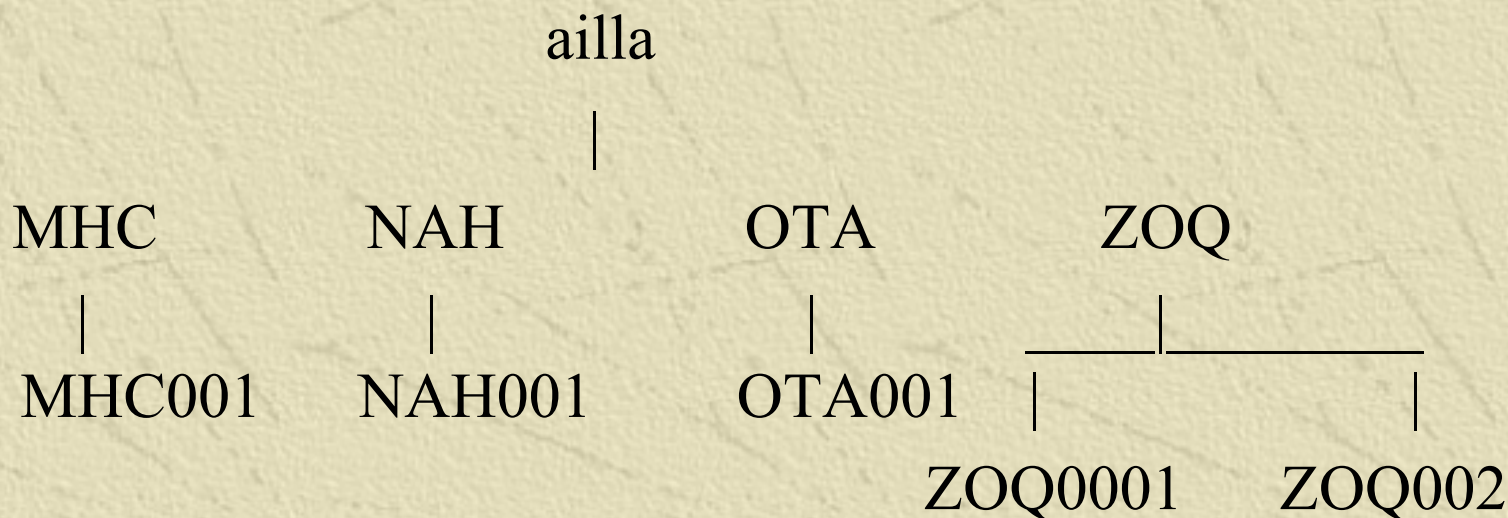 ailla
MHC NAH OTA ZOQ
MHC001 NAH001 OTA001
ZOQ0001 ZOQ002